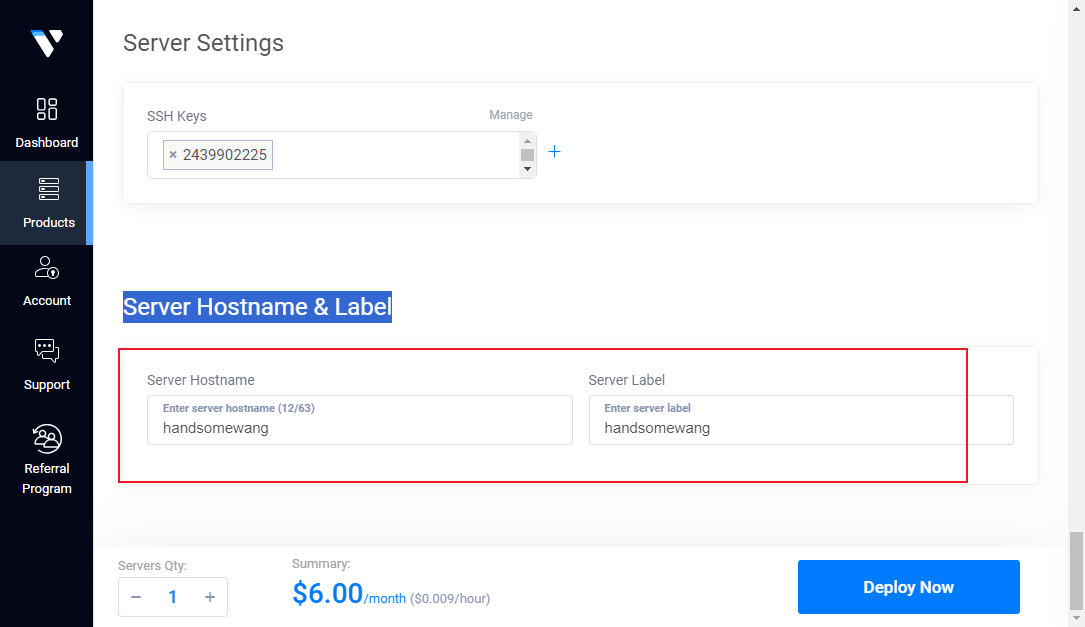 Dashboard
Products
Account
Support
Referral
Program
Server Settings
SSH Keys
Manage
× 2439902225
+
Server Hostname & Label
Server Hostname
Enter server hostname (12/63)
handsomewang
Server Label
Enter server label
handsomewang
Servers Qty:
− 1 +
Summary:
$6.00/month ($0.009/hour)
Deploy Now